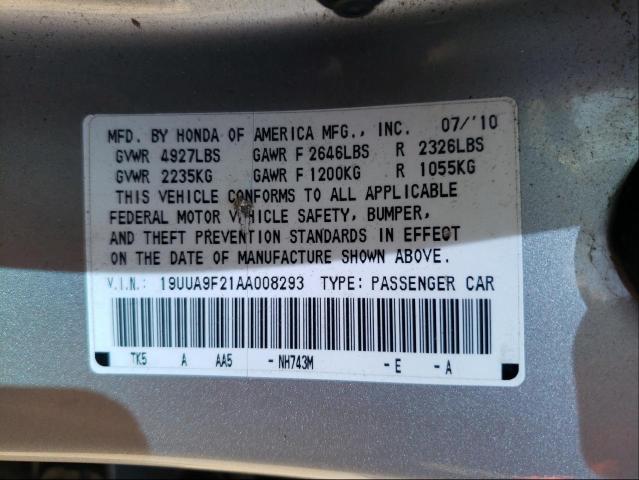 MFD. BY HONDA OF AMERICA MFG., INC. 07/'10
GVWR 4927LBS GAWR F 2646LBS R 2326LBS
GVWR 2235KG GAWR F 1200KG R 1055KG
THIS VEHICLE CONFORMS TO ALL APPLICABLE
FEDERAL MOTOR VEHICLE SAFETY, BUMPER,
AND THEFT PREVENTION STANDARDS IN EFFECT
ON THE DATE OF MANUFACTURE SHOWN ABOVE.
V.I.N.: 19UUA9F21AA008293 TYPE: PASSENGER CAR
TK5 A AA5 - NH743M - E - A